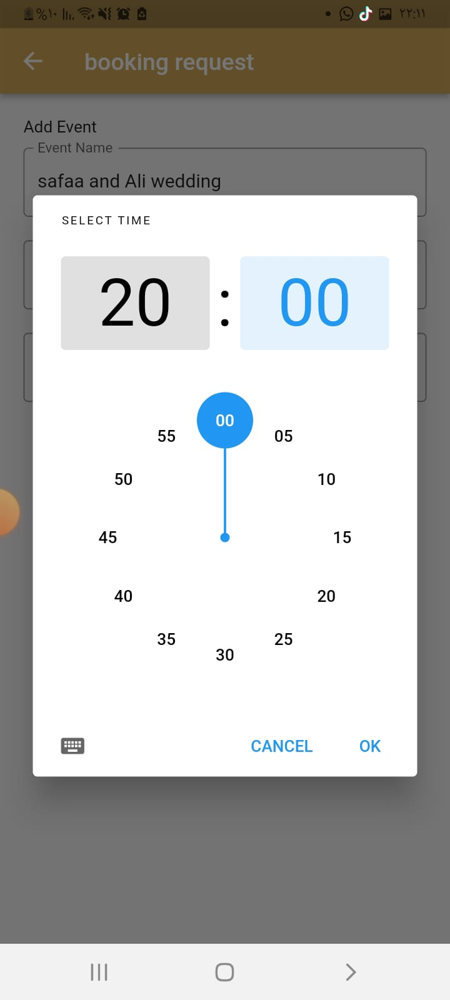 %١٠ ٢٢:١١
booking request
Add Event
Event Name
safaa and Ali wedding
SELECT TIME
20 : 00
00
55 05
50 10
45 15
40 20
35 25
30
CANCEL OK